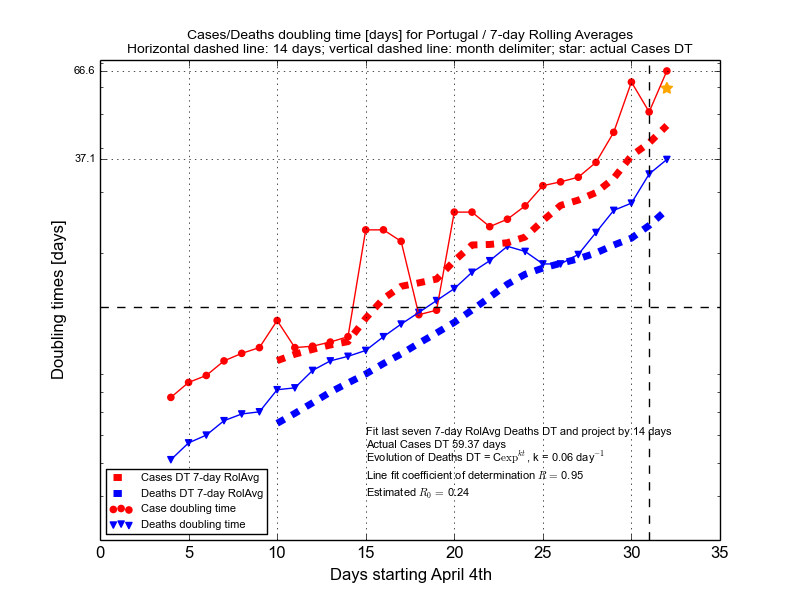 Cases/Deaths doubling time [days] for Portugal / 7-day Rolling Averages
Horizontal dashed line: 14 days; vertical dashed line: month delimiter; star: actual Cases DT
66.6
37.1
Doubling times [days]
Fit last seven 7-day RolAvg Deaths DT and project by 14 days
Actual Cases DT 59.37 days
Evolution of Deaths DT = Cexp^{kt}, k = 0.06 day^{-1}
Line fit coefficient of determination R = 0.95
Estimated R_0 = 0.24
Cases DT 7-day RolAvg
Deaths DT 7-day RolAvg
Case doubling time
Deaths doubling time
0 5 10 15 20 25 30 35
Days starting April 4th